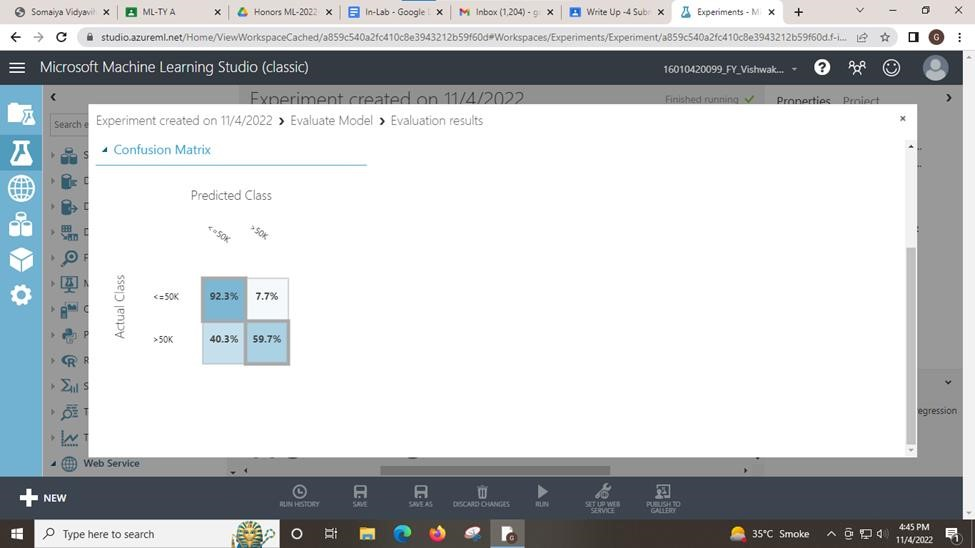 Somaiya Vidyavih
ML-TY A
Honors ML-2022-
In-Lab - Google D
Inbox (1,204) - g
Write Up -4 Subm
Experiments - Mi
studio.azureml.net/Home/ViewWorkspaceCached/a859c540a2fc410c8e3943212b59f60d#Workspaces/Experiments/Experiment/a859c540a2fc410c8e3943212b59f60d.f-i...
G
Microsoft Machine Learning Studio (classic)
16010420099_FY_Vishwak...
Experiment created on 11/4/2022
Finished running
Properties Project
Search e
Experiment created on 11/4/2022 > Evaluate Model > Evaluation results
Confusion Matrix
Predicted Class
<=50K >50K
Actual Class
<=50K 92.3% 7.7%
>50K 40.3% 59.7%
egression
Web Service
NEW
RUN HISTORY
SAVE
SAVE AS
DISCARD CHANGES
RUN
SET UP WEB
SERVICE
PUBLISH TO
GALLERY
Type here to search
35°C Smoke
4:45 PM
11/4/2022
1